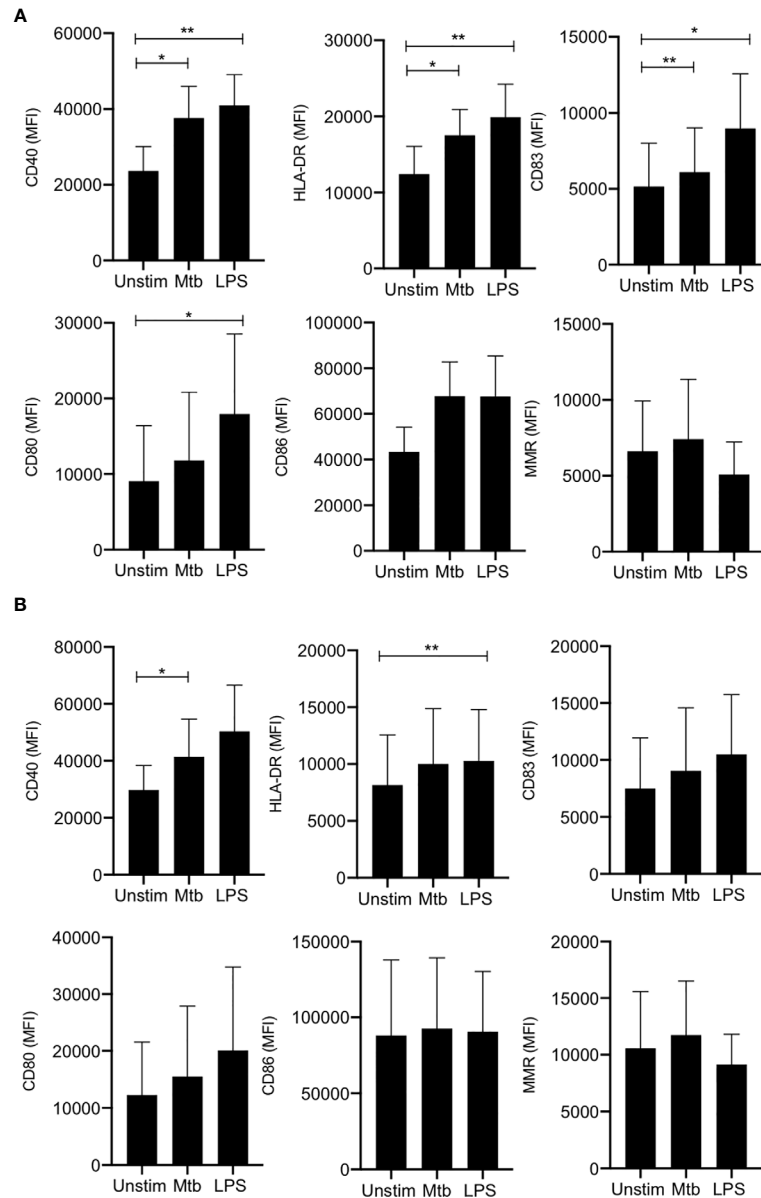 A
CD40 (MFI)
60000
40000
20000
0
**
*
Unstim Mtb LPS
HLA-DR (MFI)
30000
20000
10000
0
**
*
Unstim Mtb LPS
CD83 (MFI)
15000
10000
5000
0
*
**
Unstim Mtb LPS
CD80 (MFI)
30000
20000
10000
0
*
Unstim Mtb LPS
CD86 (MFI)
100000
80000
60000
40000
20000
0
Unstim Mtb LPS
MMR (MFI)
15000
10000
5000
0
Unstim Mtb LPS
B
CD40 (MFI)
80000
60000
40000
20000
0
*
Unstim Mtb LPS
HLA-DR (MFI)
20000
15000
10000
5000
0
**
Unstim Mtb LPS
CD83 (MFI)
20000
15000
10000
5000
0
Unstim Mtb LPS
CD80 (MFI)
40000
30000
20000
10000
0
Unstim Mtb LPS
CD86 (MFI)
150000
100000
50000
0
Unstim Mtb LPS
MMR (MFI)
20000
15000
10000
5000
0
Unstim Mtb LPS